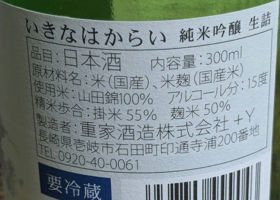 いきなはからい 純米吟醸 生詰
品目:日本酒 内容量:300ml
原材料名:米(国産)、米麹(国産米)
使用米:山田錦100% アルコール分:15度
精米歩合:掛米 55% 麹米 50%
製造者:重家酒造株式会社 +Y
長崎県壱岐市石田町印通寺浦200番地
TEL 0920-40-0061
要冷蔵